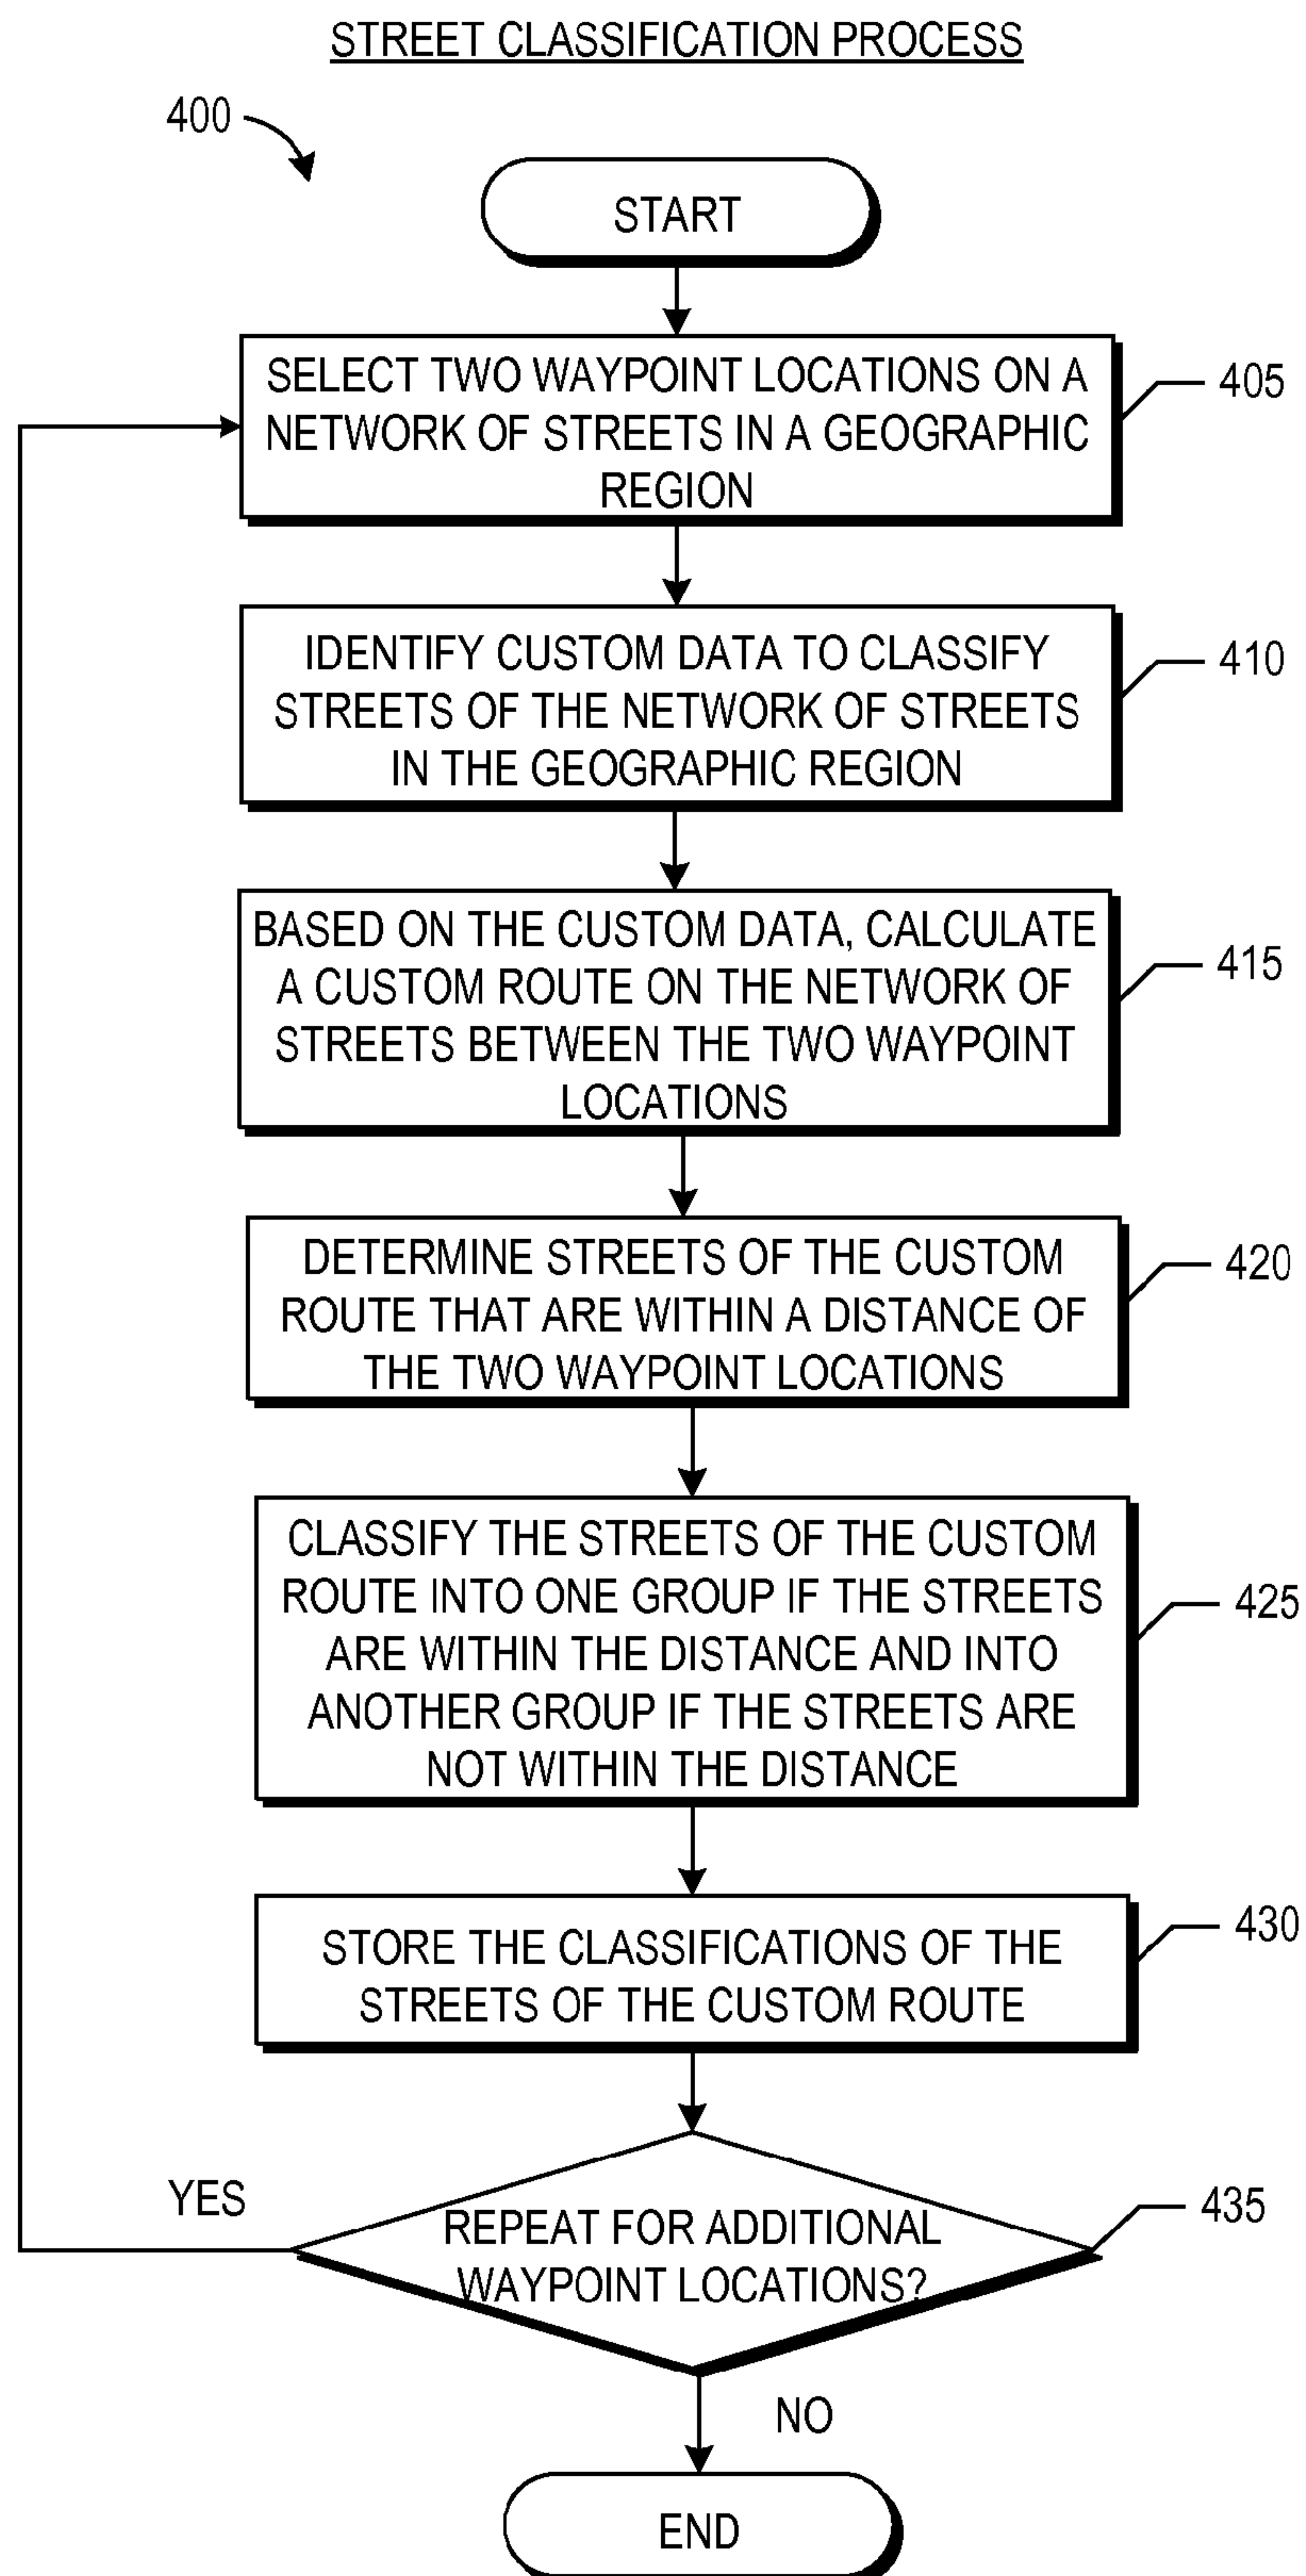 STREET CLASSIFICATION PROCESS
400
START
SELECT TWO WAYPOINT LOCATIONS ON A
NETWORK OF STREETS IN A GEOGRAPHIC
REGION
405
IDENTIFY CUSTOM DATA TO CLASSIFY
STREETS OF THE NETWORK OF STREETS
IN THE GEOGRAPHIC REGION
410
BASED ON THE CUSTOM DATA, CALCULATE
A CUSTOM ROUTE ON THE NETWORK OF
STREETS BETWEEN THE TWO WAYPOINT
LOCATIONS
415
DETERMINE STREETS OF THE CUSTOM
ROUTE THAT ARE WITHIN A DISTANCE OF
THE TWO WAYPOINT LOCATIONS
420
CLASSIFY THE STREETS OF THE CUSTOM
ROUTE INTO ONE GROUP IF THE STREETS
ARE WITHIN THE DISTANCE AND INTO
ANOTHER GROUP IF THE STREETS ARE
NOT WITHIN THE DISTANCE
425
STORE THE CLASSIFICATIONS OF THE
STREETS OF THE CUSTOM ROUTE
430
YES
REPEAT FOR ADDITIONAL
WAYPOINT LOCATIONS?
435
NO
END